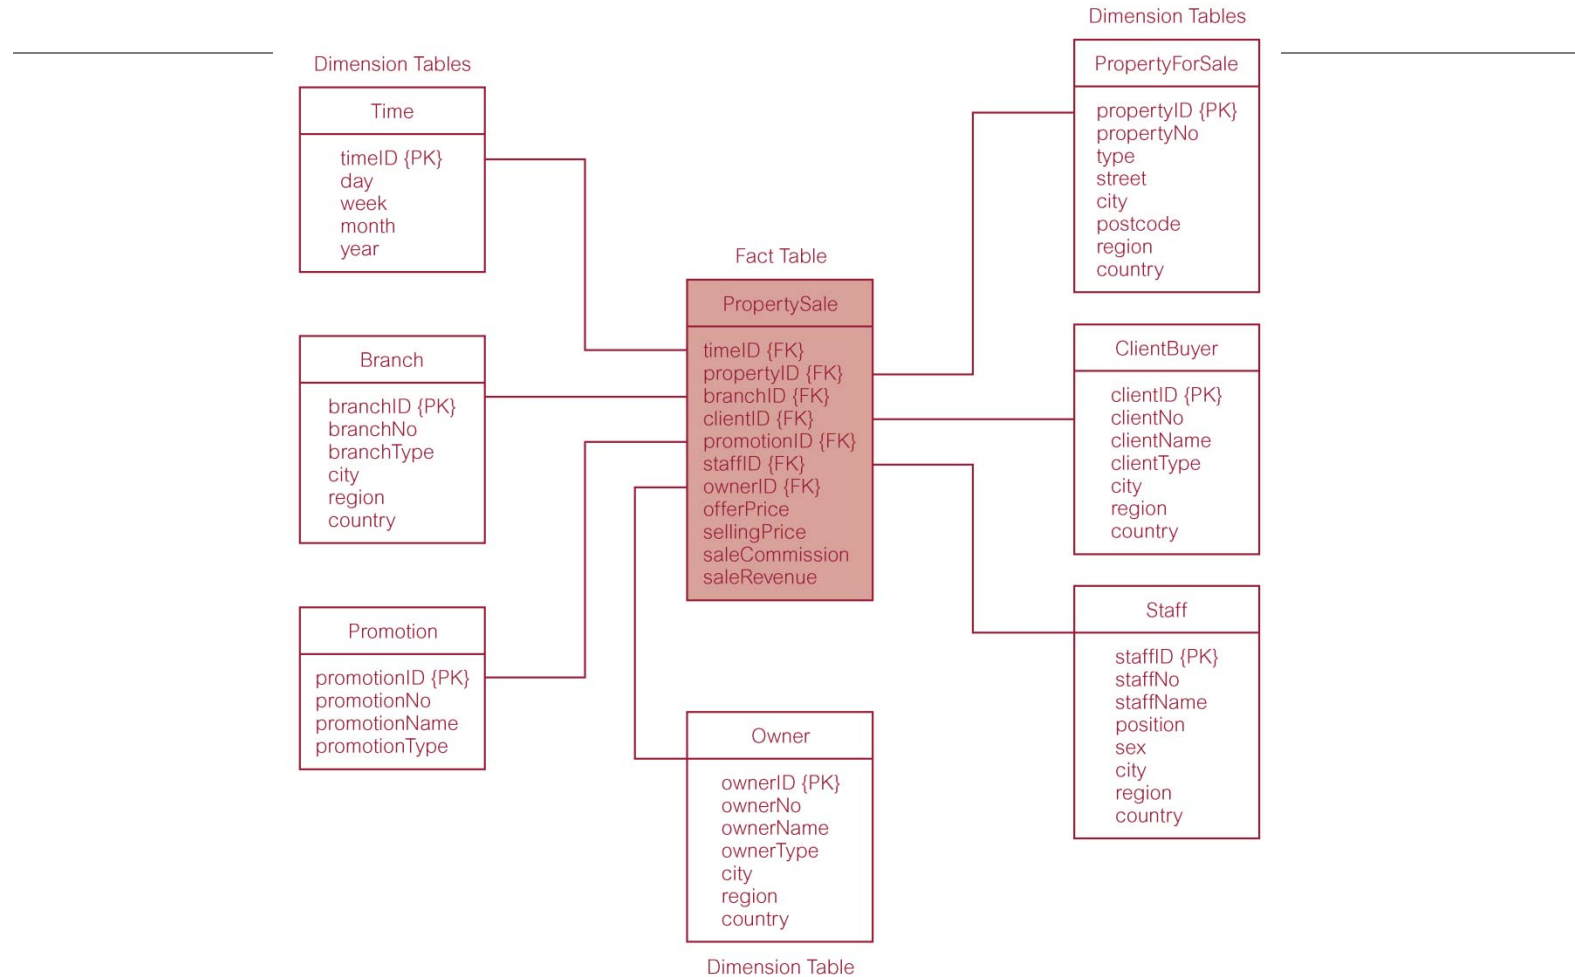 Dimension Tables
Time
timeID {PK}
day
week
month
year
Branch
branchID {PK}
branchNo
branchType
city
region
country
Promotion
promotionID {PK}
promotionNo
promotionName
promotionType
Fact Table
PropertySale
timeID {FK}
propertyID {FK}
branchID {FK}
clientID {FK}
promotionID {FK}
staffID {FK}
ownerID {FK}
offerPrice
sellingPrice
saleCommission
saleRevenue
Owner
ownerID {PK}
ownerNo
ownerName
ownerType
city
region
country
Dimension Table
Dimension Tables
PropertyForSale
propertyID {PK}
propertyNo
type
street
city
postcode
region
country
ClientBuyer
clientID {PK}
clientNo
clientName
clientType
city
region
country
Staff
staffID {PK}
staffNo
staffName
position
sex
city
region
country